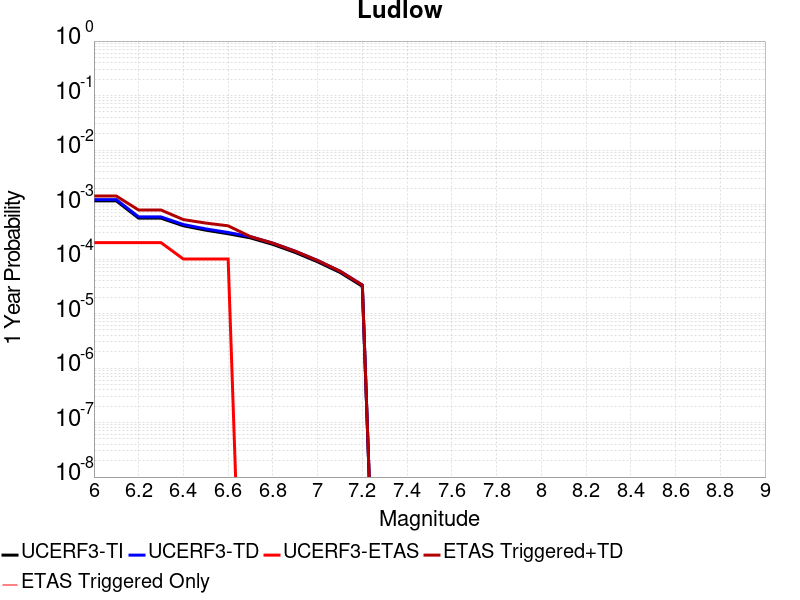 Ludlow
10^0
10^-1
10^-2
10^-3
10^-4
10^-5
10^-6
10^-7
10^-8
1 Year Probability
6 6.2 6.4 6.6 6.8 7 7.2 7.4 7.6 7.8 8 8.2 8.4 8.6 8.8 9
Magnitude
UCERF3-TI UCERF3-TD UCERF3-ETAS ETAS Triggered+TD
ETAS Triggered Only